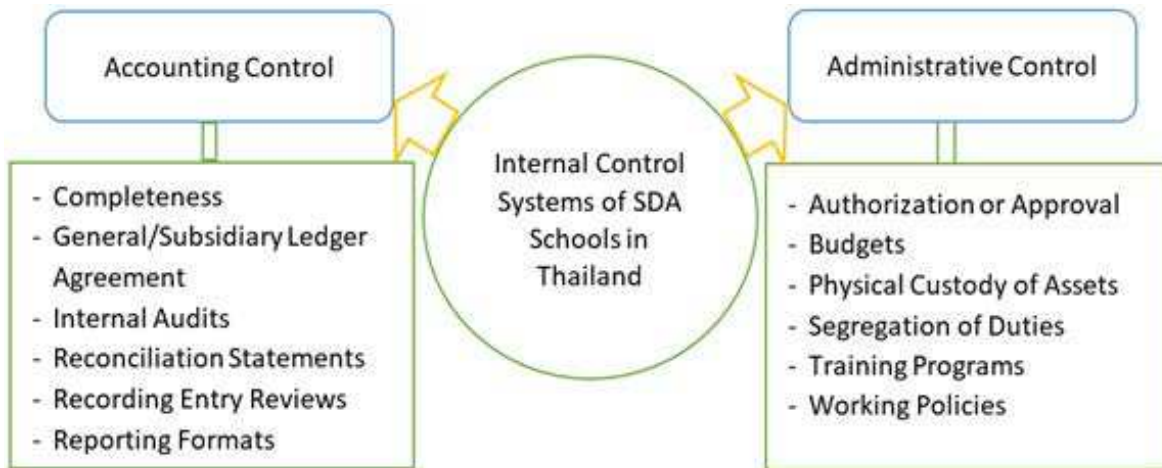 Accounting Control
- Completeness
- General/Subsidiary Ledger
Agreement
- Internal Audits
- Reconciliation Statements
- Recording Entry Reviews
- Reporting Formats
Internal Control
Systems of SDA
Schools in
Thailand
Administrative Control
- Authorization or Approval
- Budgets
- Physical Custody of Assets
- Segregation of Duties
- Training Programs
- Working Policies